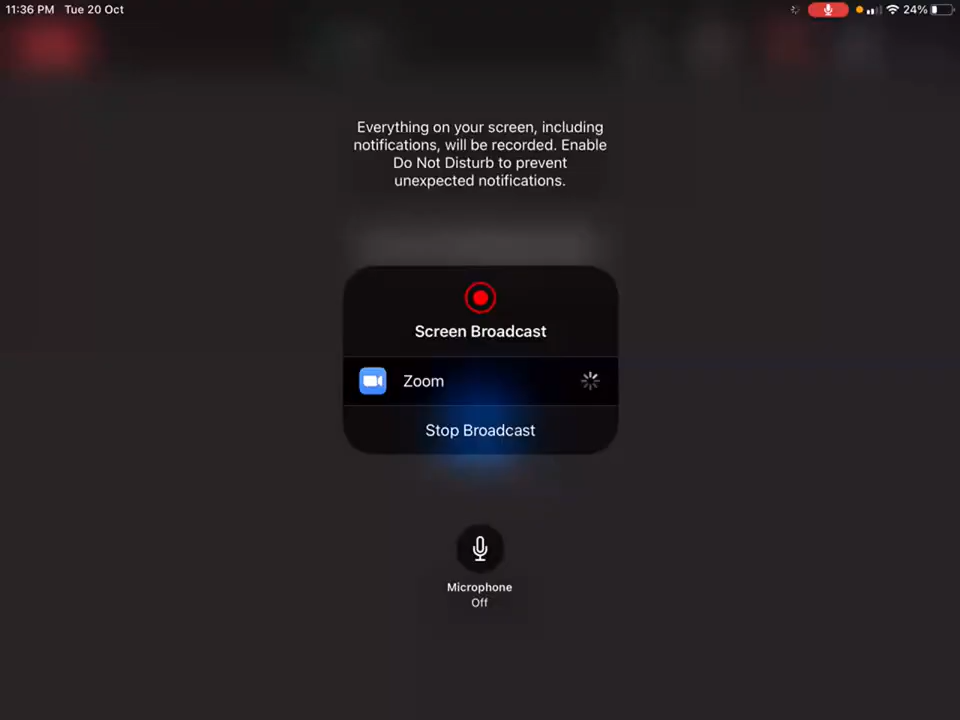 11:36 PM Tue 20 Oct 24%
Everything on your screen, including
notifications, will be recorded. Enable
Do Not Disturb to prevent
unexpected notifications.
Screen Broadcast
Zoom
Stop Broadcast
Microphone
Off